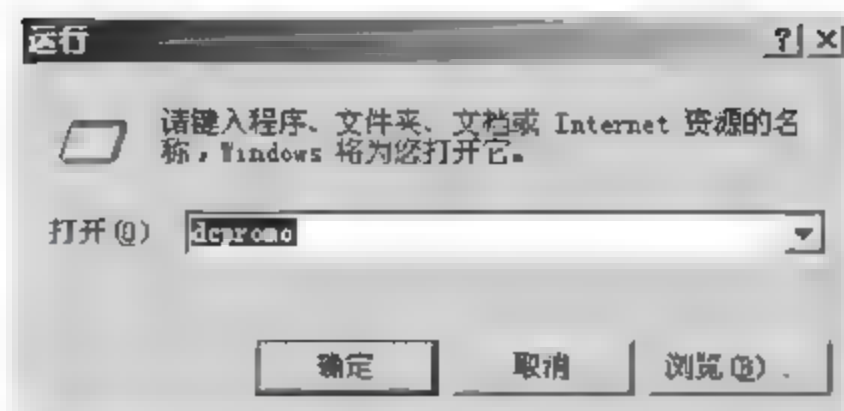 运行
请键入程序、文件夹、文档或 Internet 资源的名
称，Windows 将为您打开它。
打开(O)
dcpromo
确定 取消 浏览(B)..